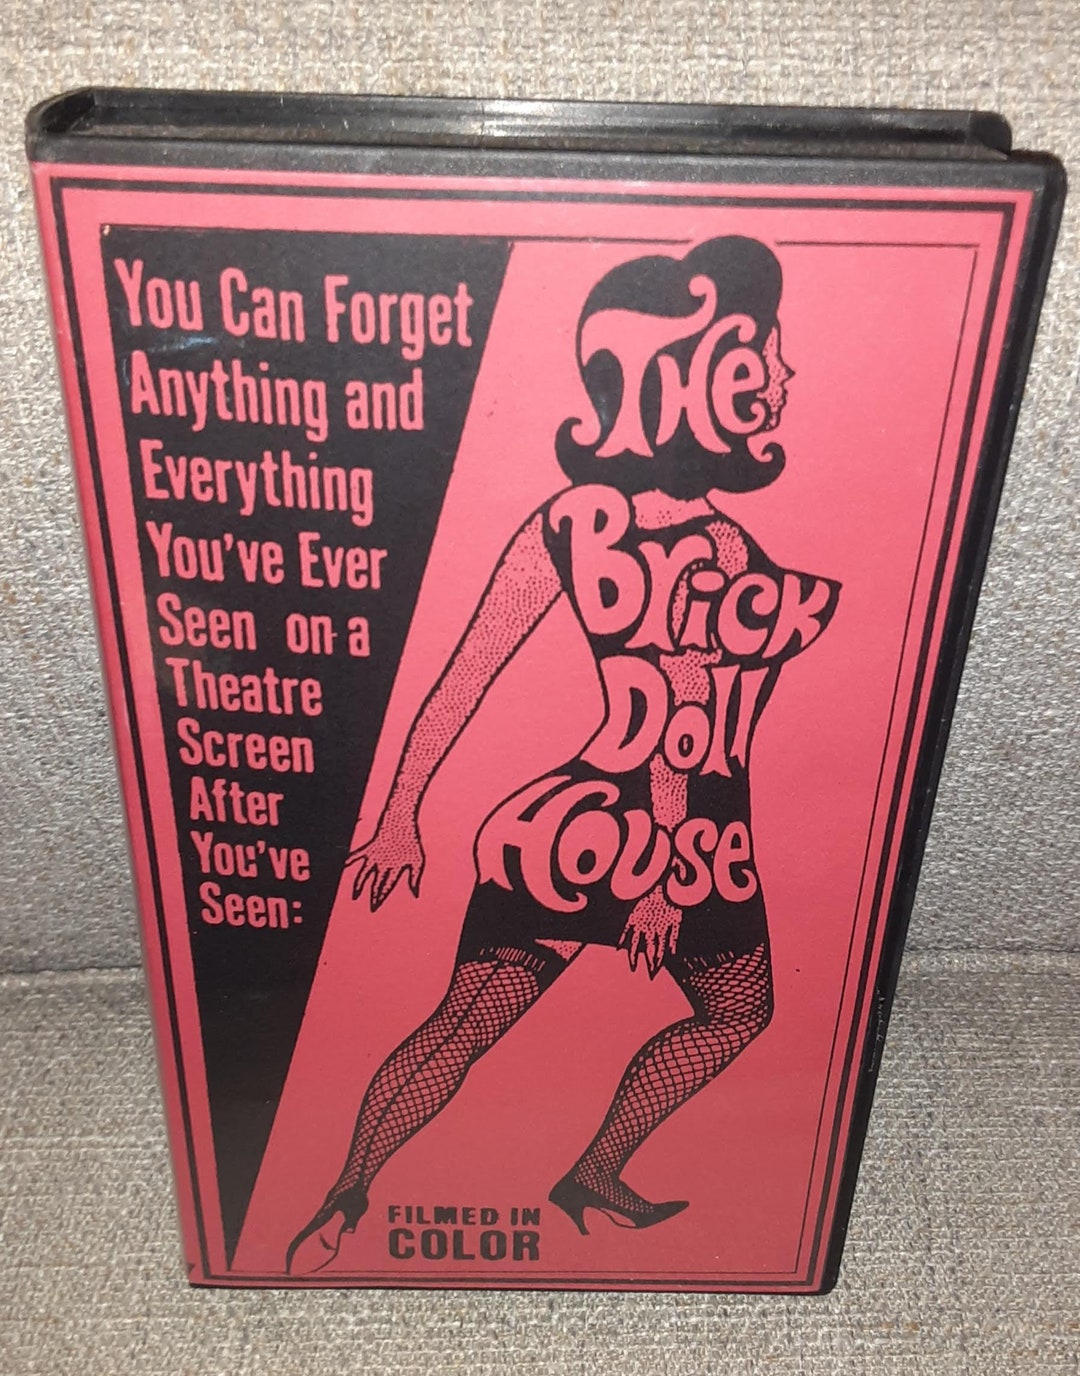 You Can Forget
Anything and
Everything
You've Ever
Seen on a
Theatre
Screen
After
You've
Seen:
The
Brick
Doll
House
FILMED IN
COLOR